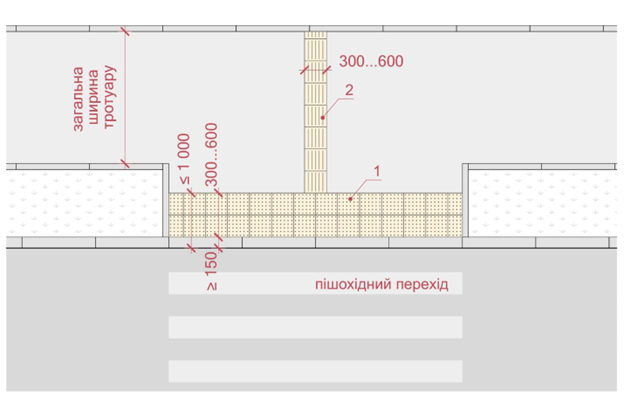 загальна
ширина
тротуару
300...600
2
≤ 1 000
300...600
1
≥ 150
пішохідний перехід